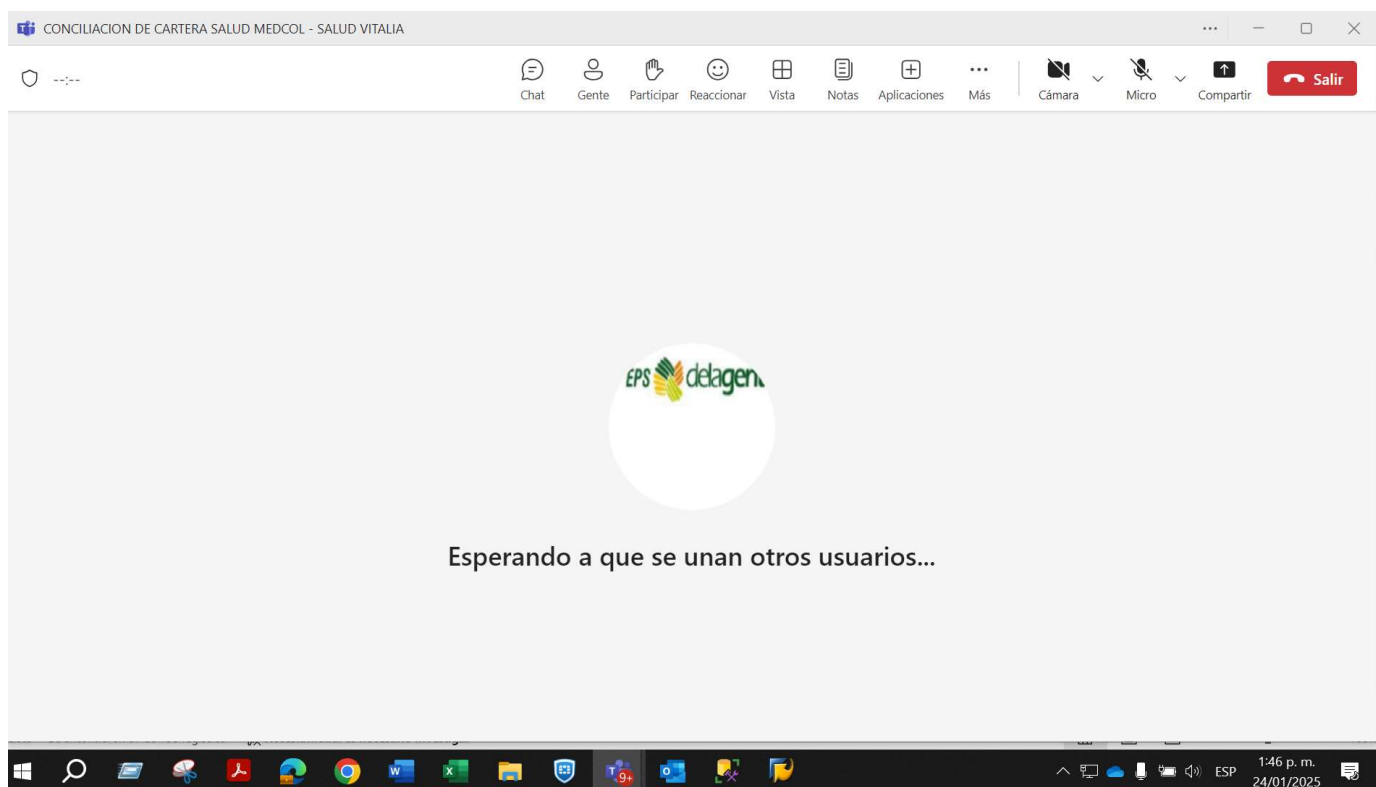 CONCILIACION DE CARTERA SALUD MEDCOL - SALUD VITALIA
--:--
Chat Gente Participar Reaccionar Vista Notas Aplicaciones Más Cámara Micro Compartir Salir
EPS delagen
Esperando a que se unan otros usuarios...
9+
ESP
1:46 p. m.
24/01/2025